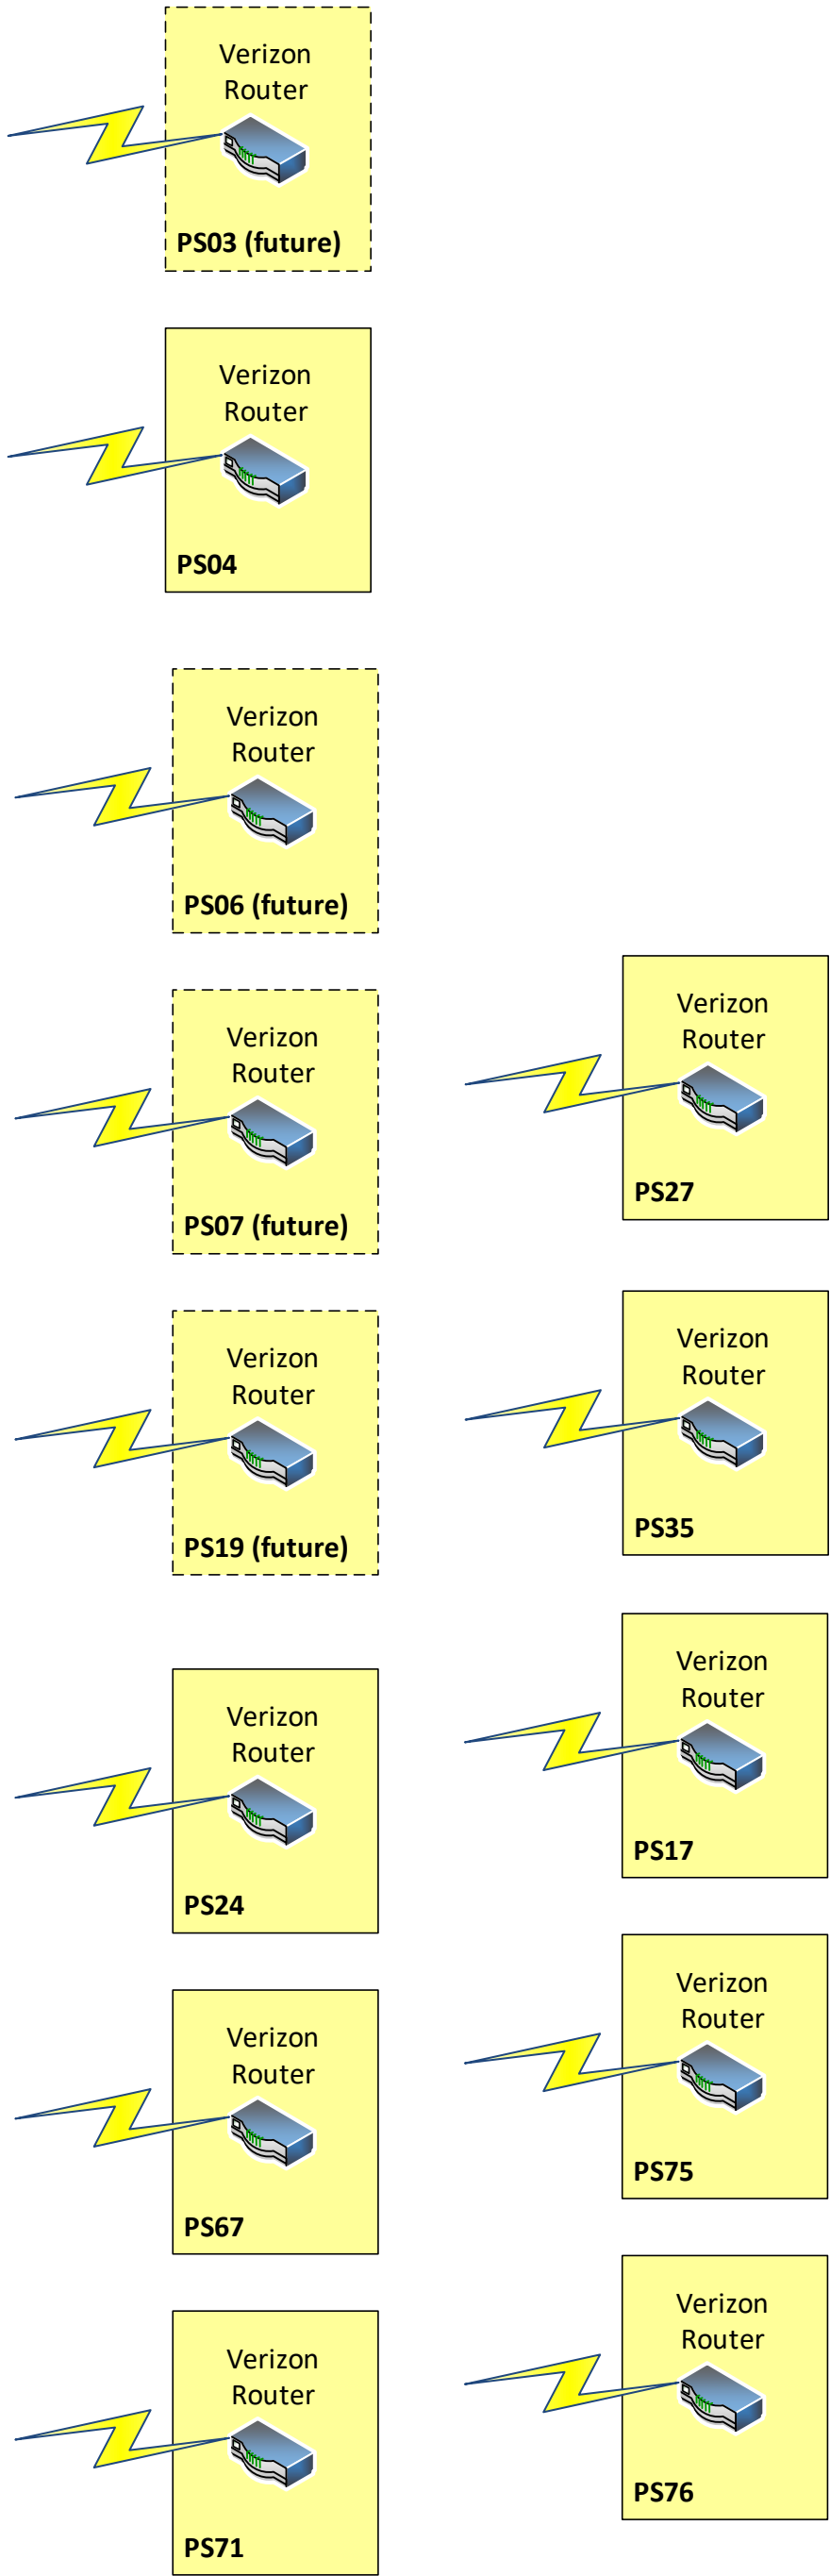 Verizon
Router
PS03 (future)
Verizon
Router
PS04
Verizon
Router
PS06 (future)
Verizon
Router
PS07 (future)
Verizon
Router
PS19 (future)
Verizon
Router
PS24
Verizon
Router
PS67
Verizon
Router
PS71
Verizon
Router
PS27
Verizon
Router
PS35
Verizon
Router
PS17
Verizon
Router
PS75
Verizon
Router
PS76